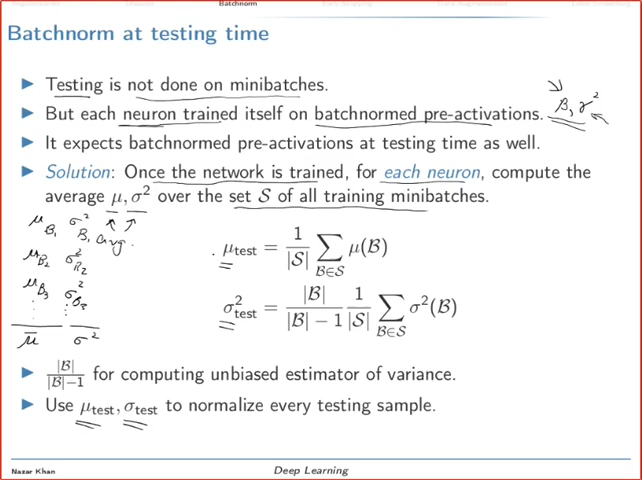 Batchnorm
Batchnorm at testing time
▶ Testing is not done on minibatches.
▶ But each neuron trained itself on batchnormed pre-activations. β, γ²
▶ It expects batchnormed pre-activations at testing time as well.
▶ Solution: Once the network is trained, for each neuron, compute the
average μ, σ² over the set S of all training minibatches.
μ_B₁ σ²_B₁ avg.
μ_test = 1/|S| ∑_{B∈S} μ(B)
μ_B₂ σ²_B₂
μ_B₃ σ²_B₃
σ²_test = |B|/(|B| − 1) 1/|S| ∑_{B∈S} σ²(B)
μ̄ σ²
▶ |B|/(|B|−1) for computing unbiased estimator of variance.
▶ Use μ_test, σ_test to normalize every testing sample.
Nazar Khan Deep Learning